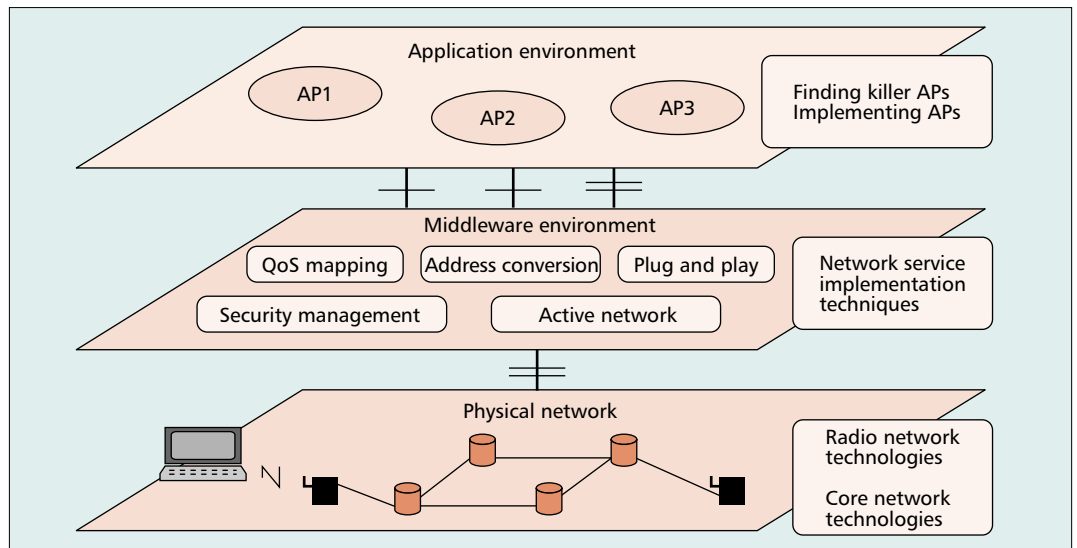 Application environment
AP1
AP2
AP3
Finding killer APs
Implementing APs
Middleware environment
QoS mapping
Address conversion
Plug and play
Security management
Active network
Network service
implementation
techniques
Physical network
Radio network
technologies
Core network
technologies